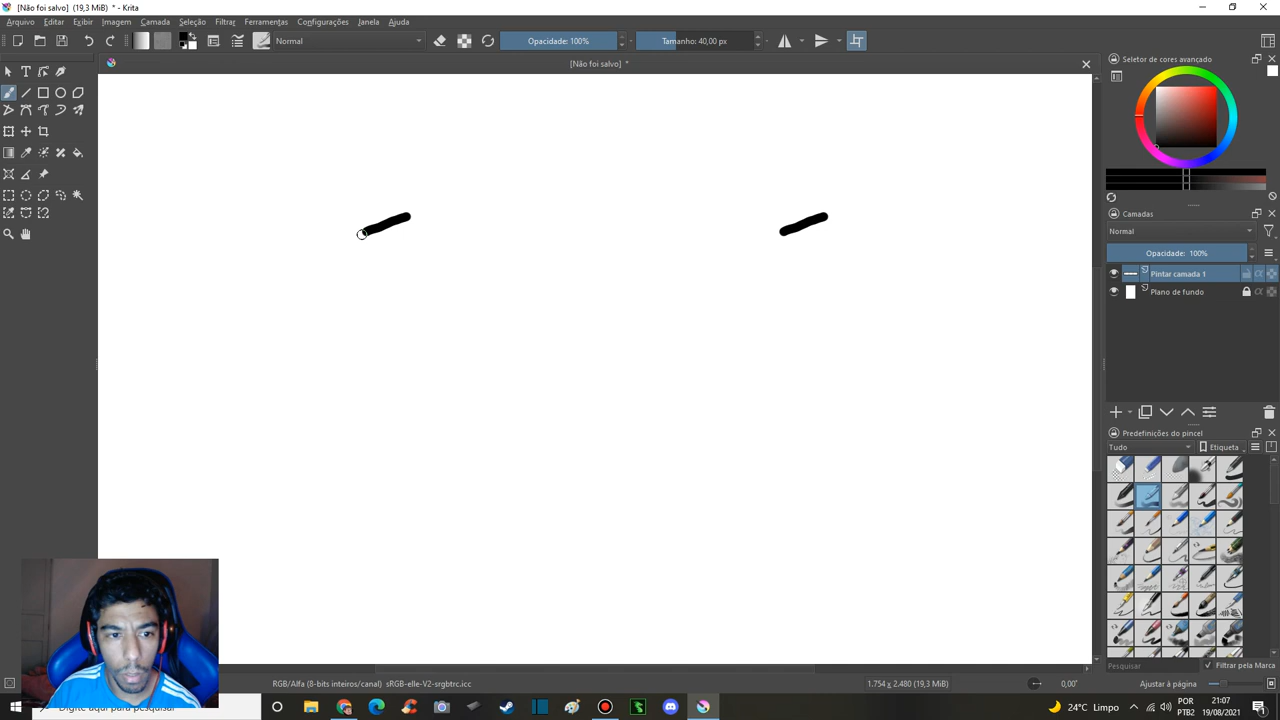 [Não foi salvo] (19,3 MiB) * - Krita
Arquivo Editar Exibir Imagem Camada Seleção Filtrar Ferramentas Configurações Janela Ajuda
Normal
Opacidade: 100%
Tamanho: 40,00 px
[Não foi salvo] *
Seletor de cores avançado
Camadas
Normal
Opacidade: 100%
Pintar camada 1
Plano de fundo
Predefinições do pincel
Tudo
Etiqueta
Pesquisar
Filtrar pela Marca
RGB/Alfa (8-bits inteiros/canal) sRGB-elle-V2-srgbtrc.icc
1.754 x 2.480 (19,3 MiB)
0,00°
Ajustar à página
Digite aqui para pesquisar
24°C Limpo
POR
PTB2
21:07
19/08/2021